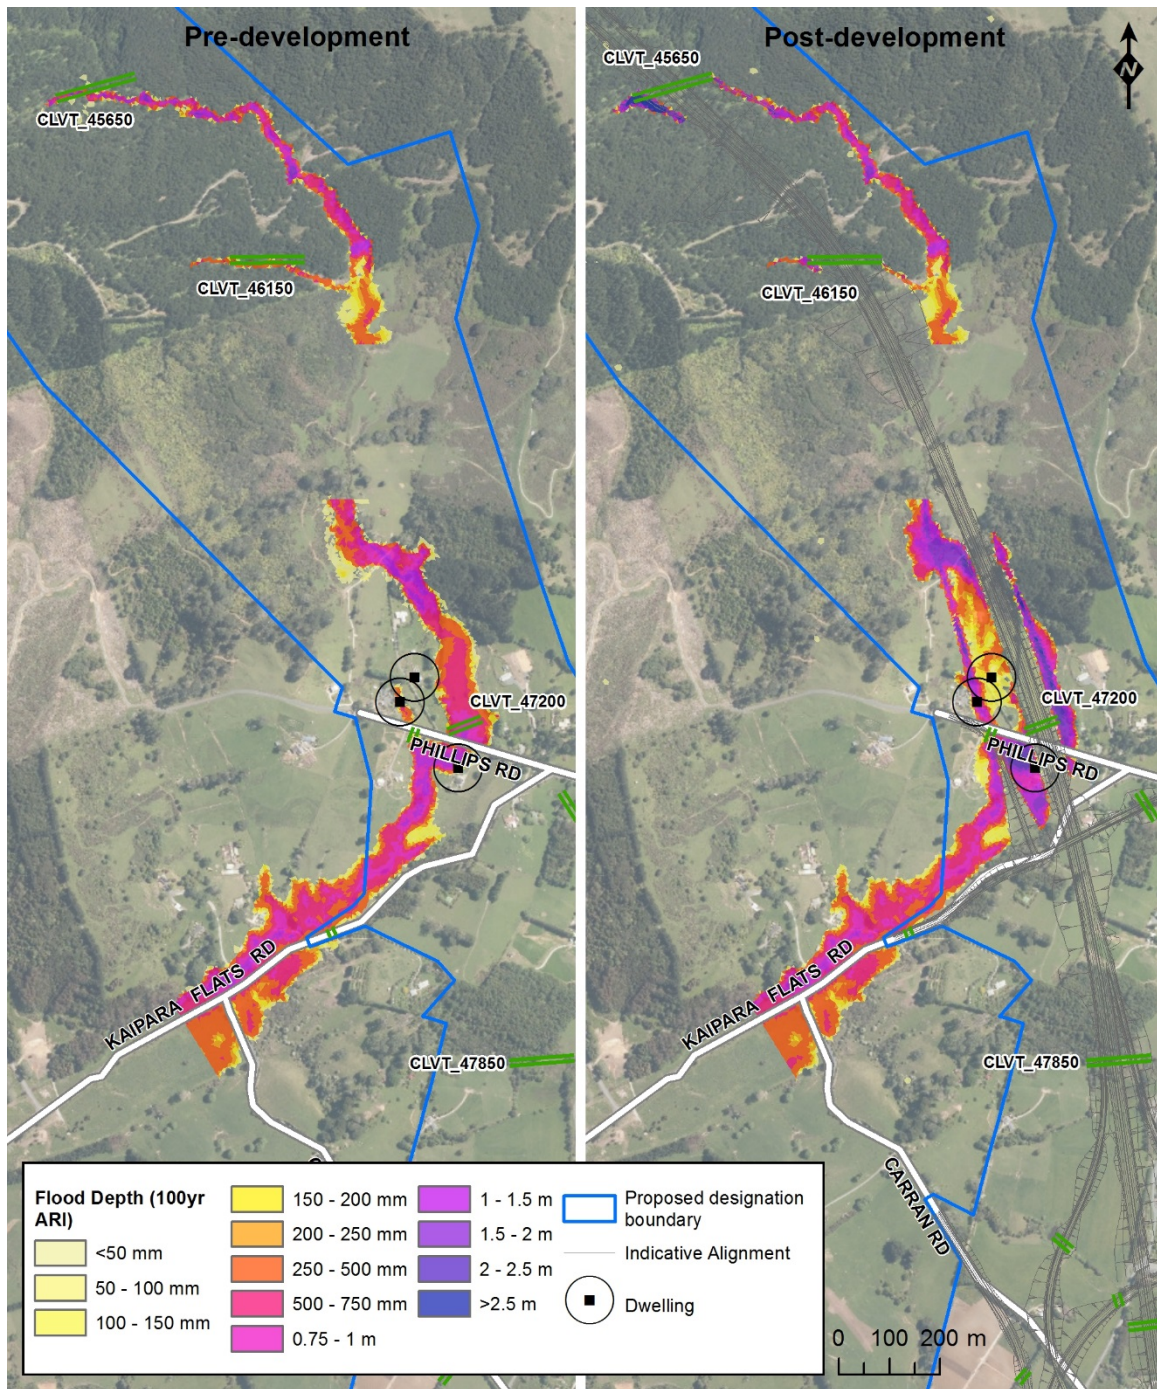 Pre-development
Post-development
N
CLVT_45650
CLVT_45650
CLVT_46150
CLVT_46150
CLVT_47200
CLVT_47200
PHILLIPS RD
PHILLIPS RD
KAIPARA FLATS RD
KAIPARA FLATS RD
CLVT_47850
CLVT_47850
CARRAN RD
Flood Depth (100yr
ARI)
<50 mm
50 - 100 mm
100 - 150 mm
150 - 200 mm
200 - 250 mm
250 - 500 mm
500 - 750 mm
0.75 - 1 m
1 - 1.5 m
1.5 - 2 m
2 - 2.5 m
>2.5 m
Proposed designation
boundary
Indicative Alignment
Dwelling
0 100 200 m